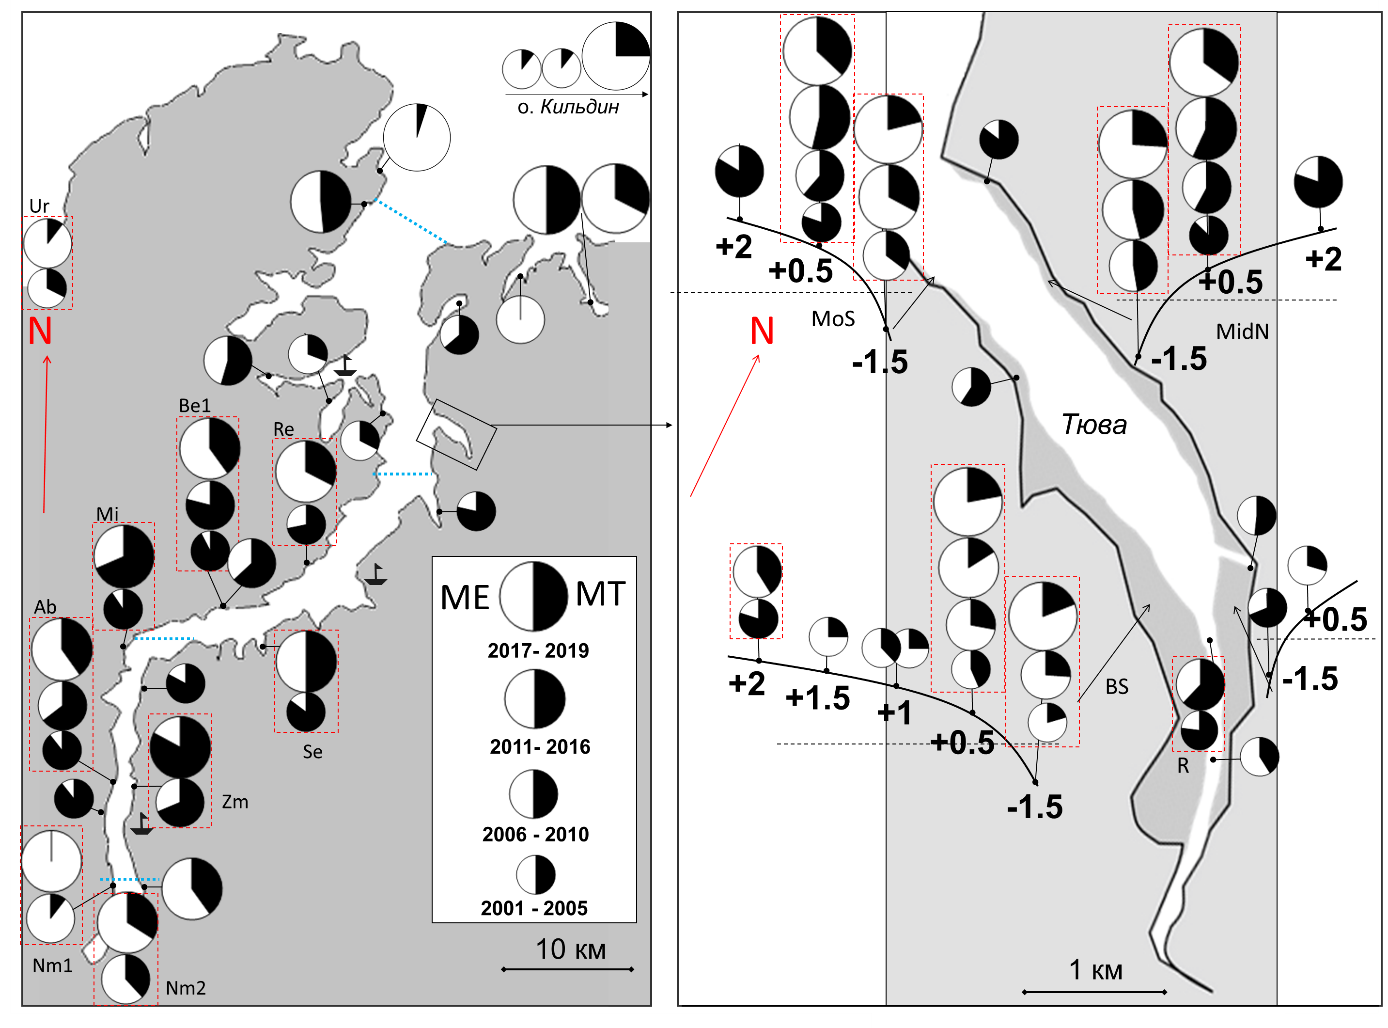 о. Кильдин
Ur
N
Be1
Re
Mi
Ab
Se
Zm
Nm1
Nm2
ME MT
2017- 2019
2011- 2016
2006 - 2010
2001 - 2005
10 км
+2
+0.5
MoS
-1.5
N
+0.5
+2
MidN
-1.5
Тюва
+2
+1.5
+1
+0.5
-1.5
BS
+0.5
-1.5
R
1 км